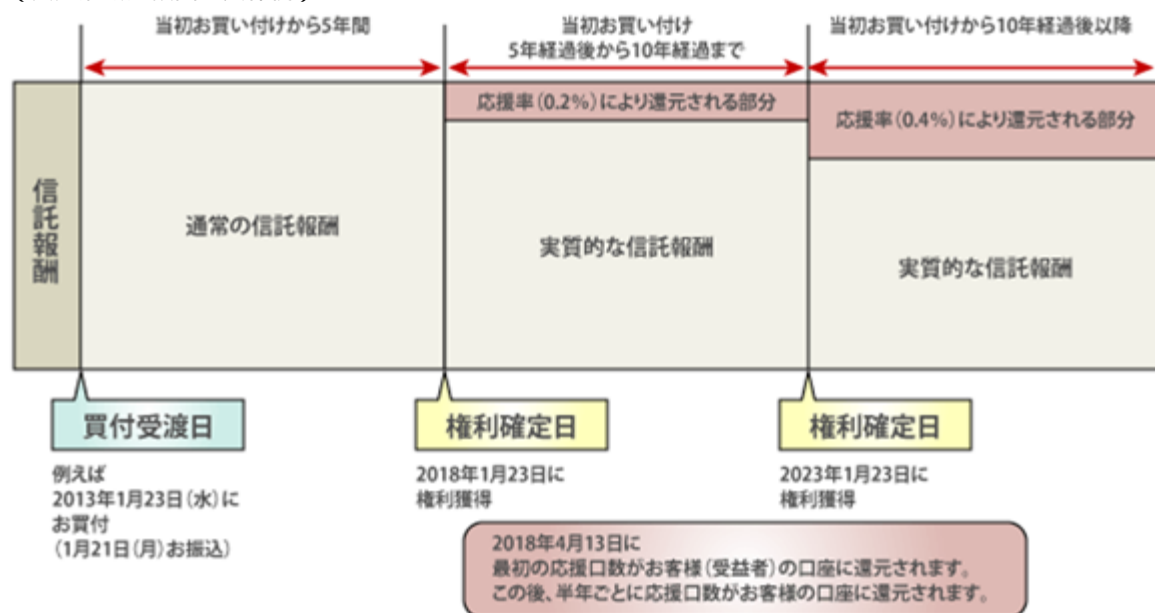 当初お買い付けから5年間
当初お買い付け
5年経過後から10年経過まで
当初お買い付けから10年経過後以降
応援率(0.2%)により還元される部分
応援率(0.4%)により還元される部分
信託報酬
通常の信託報酬
実質的な信託報酬
実質的な信託報酬
買付受渡日
権利確定日
権利確定日
例えば
2013年1月23日(水)に
お買付
(1月21日(月)お振込)
2018年1月23日に
権利獲得
2023年1月23日に
権利獲得
2018年4月13日に
最初の応援口数がお客様(受益者)の口座に還元されます。
この後、半年ごとに応援口数がお客様の口座に還元されます。